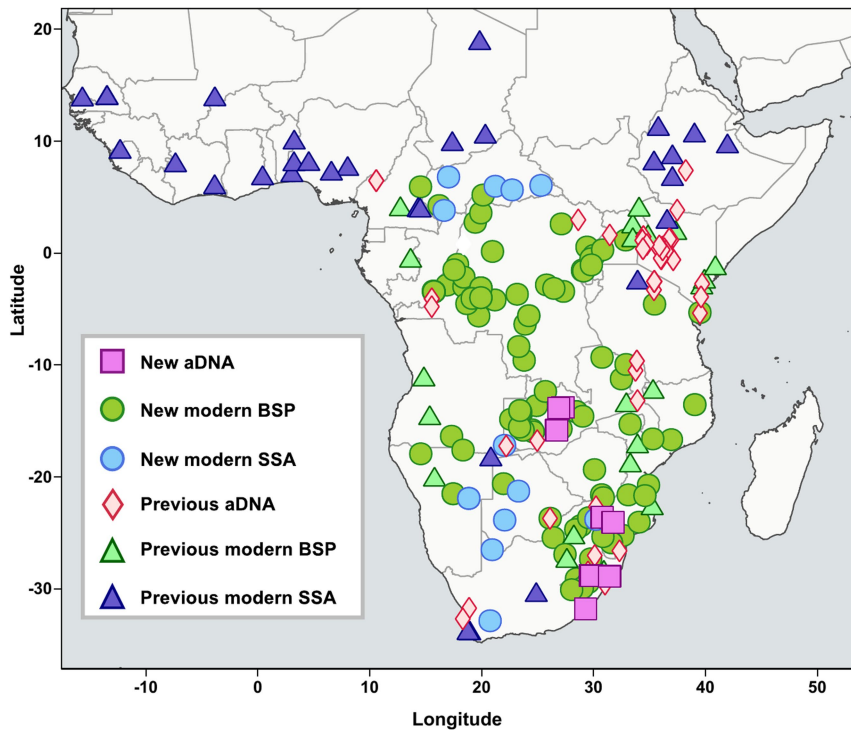 20
10
0
-10
-20
-30
Latitude
New aDNA
New modern BSP
New modern SSA
Previous aDNA
Previous modern BSP
Previous modern SSA
-10
0
10
20
30
40
50
Longitude